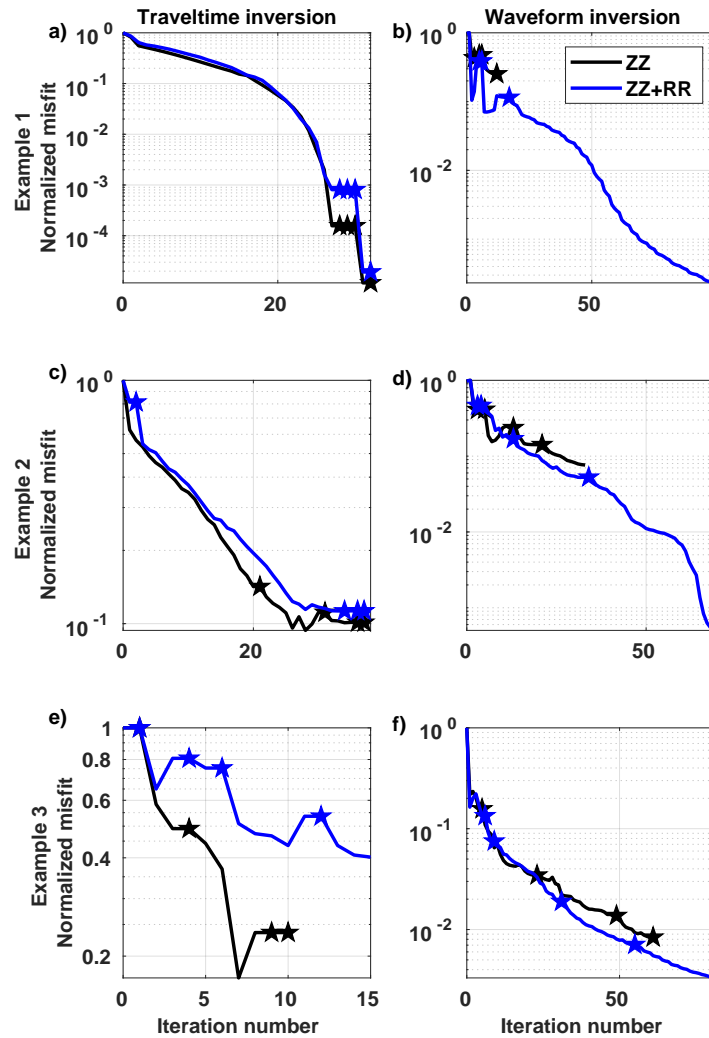 Traveltime inversion
Waveform inversion
a)
b)
Example 1
Normalized misfit
10^0
10^-1
10^-2
10^-3
10^-4
0
20
10^0
10^-2
0
50
ZZ
ZZ+RR
c)
d)
Example 2
Normalized misfit
10^0
10^-1
0
20
10^0
10^-2
0
50
e)
f)
Example 3
Normalized misfit
1
0.8
0.6
0.4
0.2
0
5
10
15
Iteration number
10^0
10^-1
10^-2
0
50
Iteration number